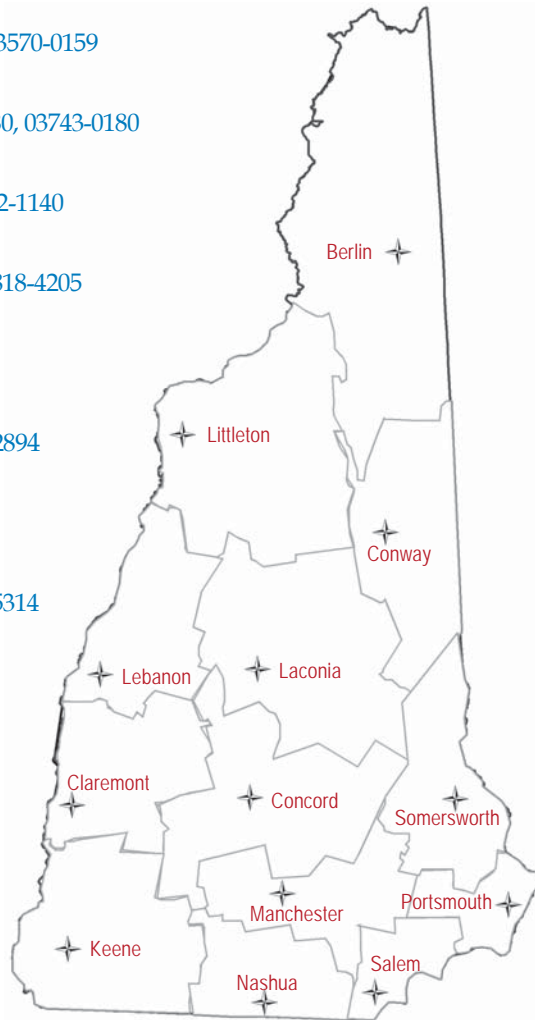 3570-0159
0, 03743-0180
2-1140
318-4205
2894
5314
Berlin
Littleton
Conway
Lebanon
Laconia
Claremont
Concord
Somersworth
Manchester
Portsmouth
Keene
Salem
Nashua